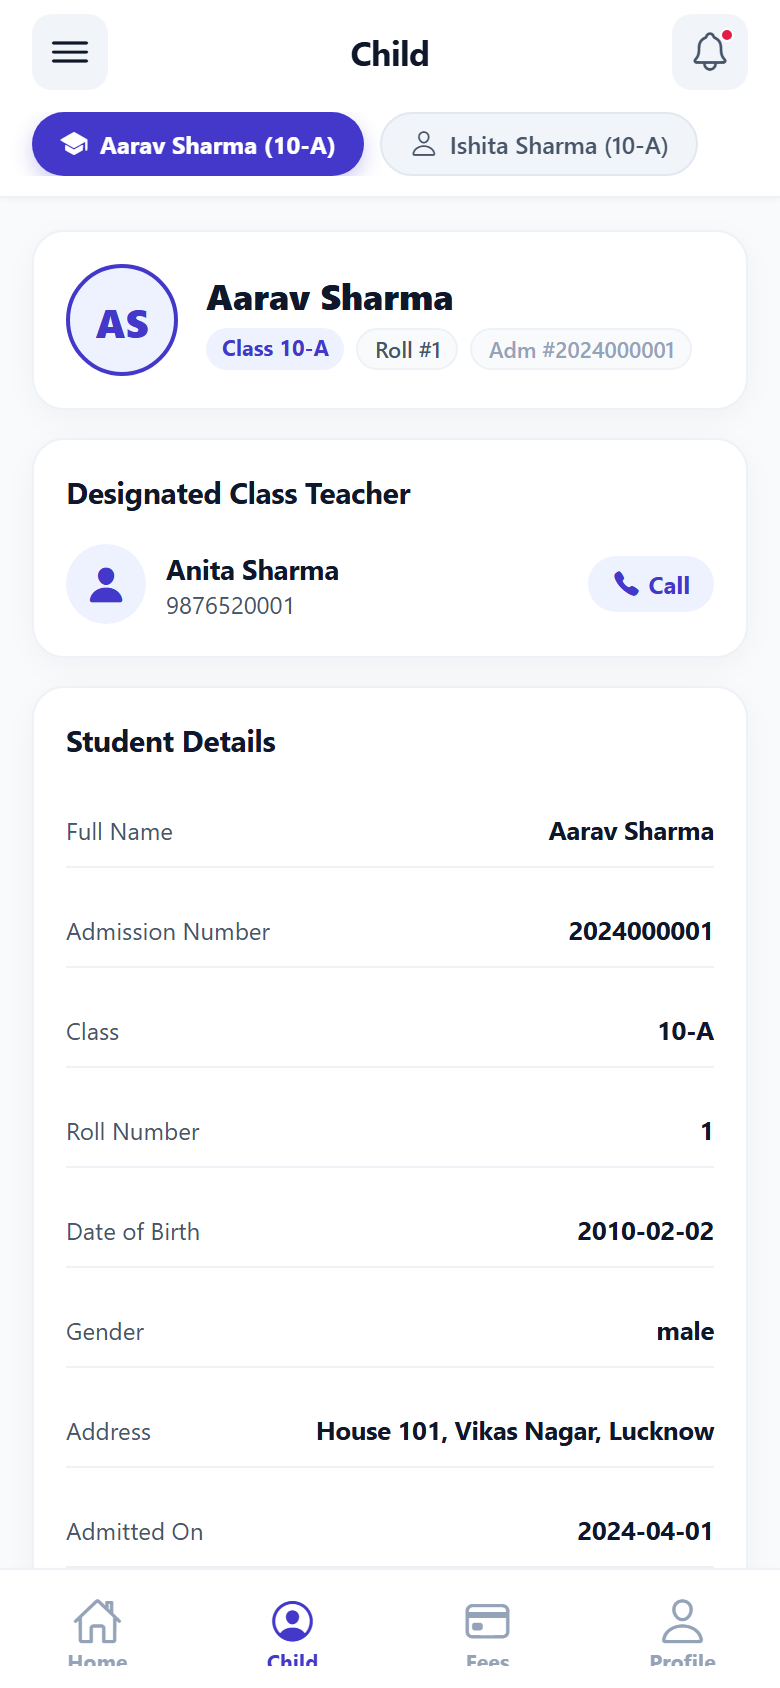 Child
Aarav Sharma (10-A)
Ishita Sharma (10-A)
AS
Aarav Sharma
Class 10-A
Roll #1
Adm #2024000001
Designated Class Teacher
Anita Sharma
9876520001
Call
Student Details
Full Name Aarav Sharma
Admission Number 2024000001
Class 10-A
Roll Number 1
Date of Birth 2010-02-02
Gender male
Address House 101, Vikas Nagar, Lucknow
Admitted On 2024-04-01
Home Child Fees Profile